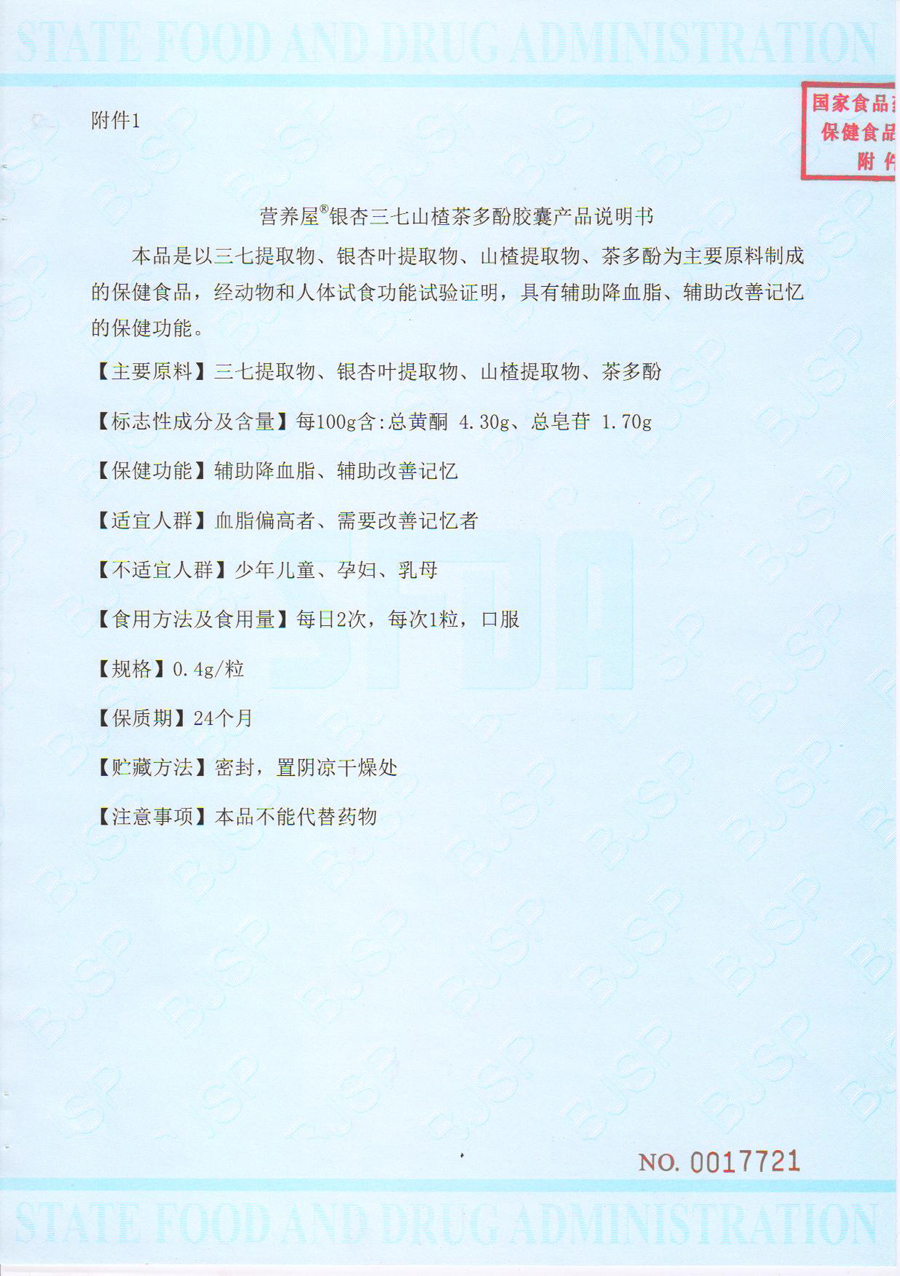 STATE FOOD AND DRUG ADMINISTRATION
国家食品
保健食品
附件
附件1
营养屋®银杏三七山楂茶多酚胶囊产品说明书
本品是以三七提取物、银杏叶提取物、山楂提取物、茶多酚为主要原料制成
的保健食品，经动物和人体试食功能试验证明，具有辅助降血脂、辅助改善记忆
的保健功能。
【主要原料】三七提取物、银杏叶提取物、山楂提取物、茶多酚
【标志性成分及含量】每100g含:总黄酮 4.30g、总皂苷 1.70g
【保健功能】辅助降血脂、辅助改善记忆
【适宜人群】血脂偏高者、需要改善记忆者
【不适宜人群】少年儿童、孕妇、乳母
【食用方法及食用量】每日2次，每次1粒，口服
【规格】0.4g/粒
【保质期】24个月
【贮藏方法】密封，置阴凉干燥处
【注意事项】本品不能代替药物
SFDA
NO. 0017721
STATE FOOD AND DRUG ADMINISTRATION